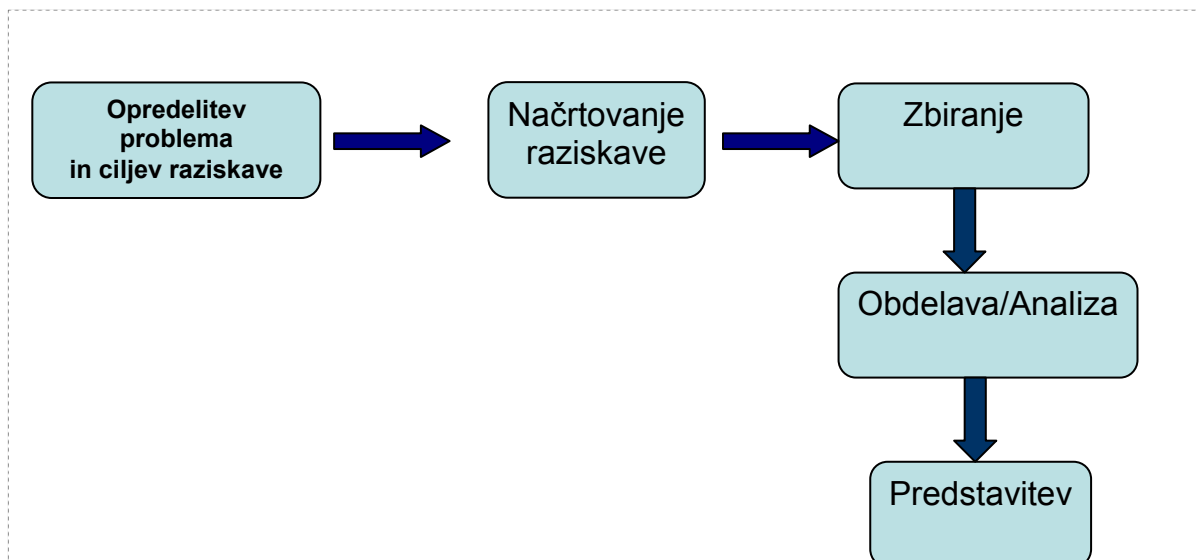 Opredelitev
problema
in ciljev raziskave
Načrtovanje
raziskave
Zbiranje
Obdelava/Analiza
Predstavitev